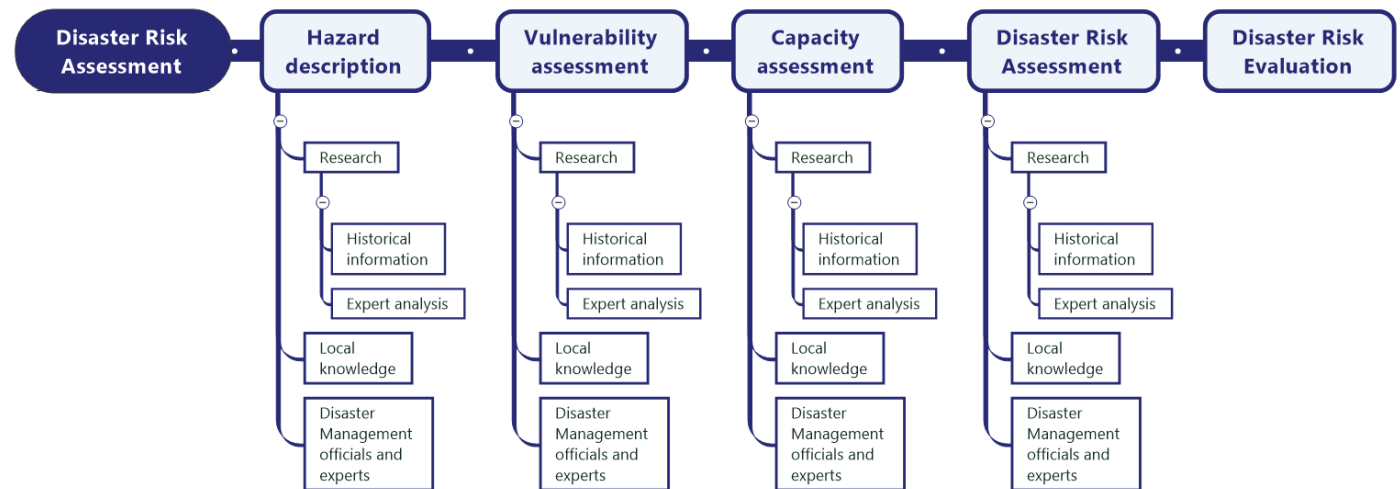 Disaster Risk
Assessment
Hazard
description
Vulnerability
assessment
Capacity
assessment
Disaster Risk
Assessment
Disaster Risk
Evaluation
Research
Historical
information
Expert analysis
Local
knowledge
Disaster
Management
officials and
experts
Research
Historical
information
Expert analysis
Local
knowledge
Disaster
Management
officials and
experts
Research
Historical
information
Expert analysis
Local
knowledge
Disaster
Management
officials and
experts
Research
Historical
information
Expert analysis
Local
knowledge
Disaster
Management
officials and
experts